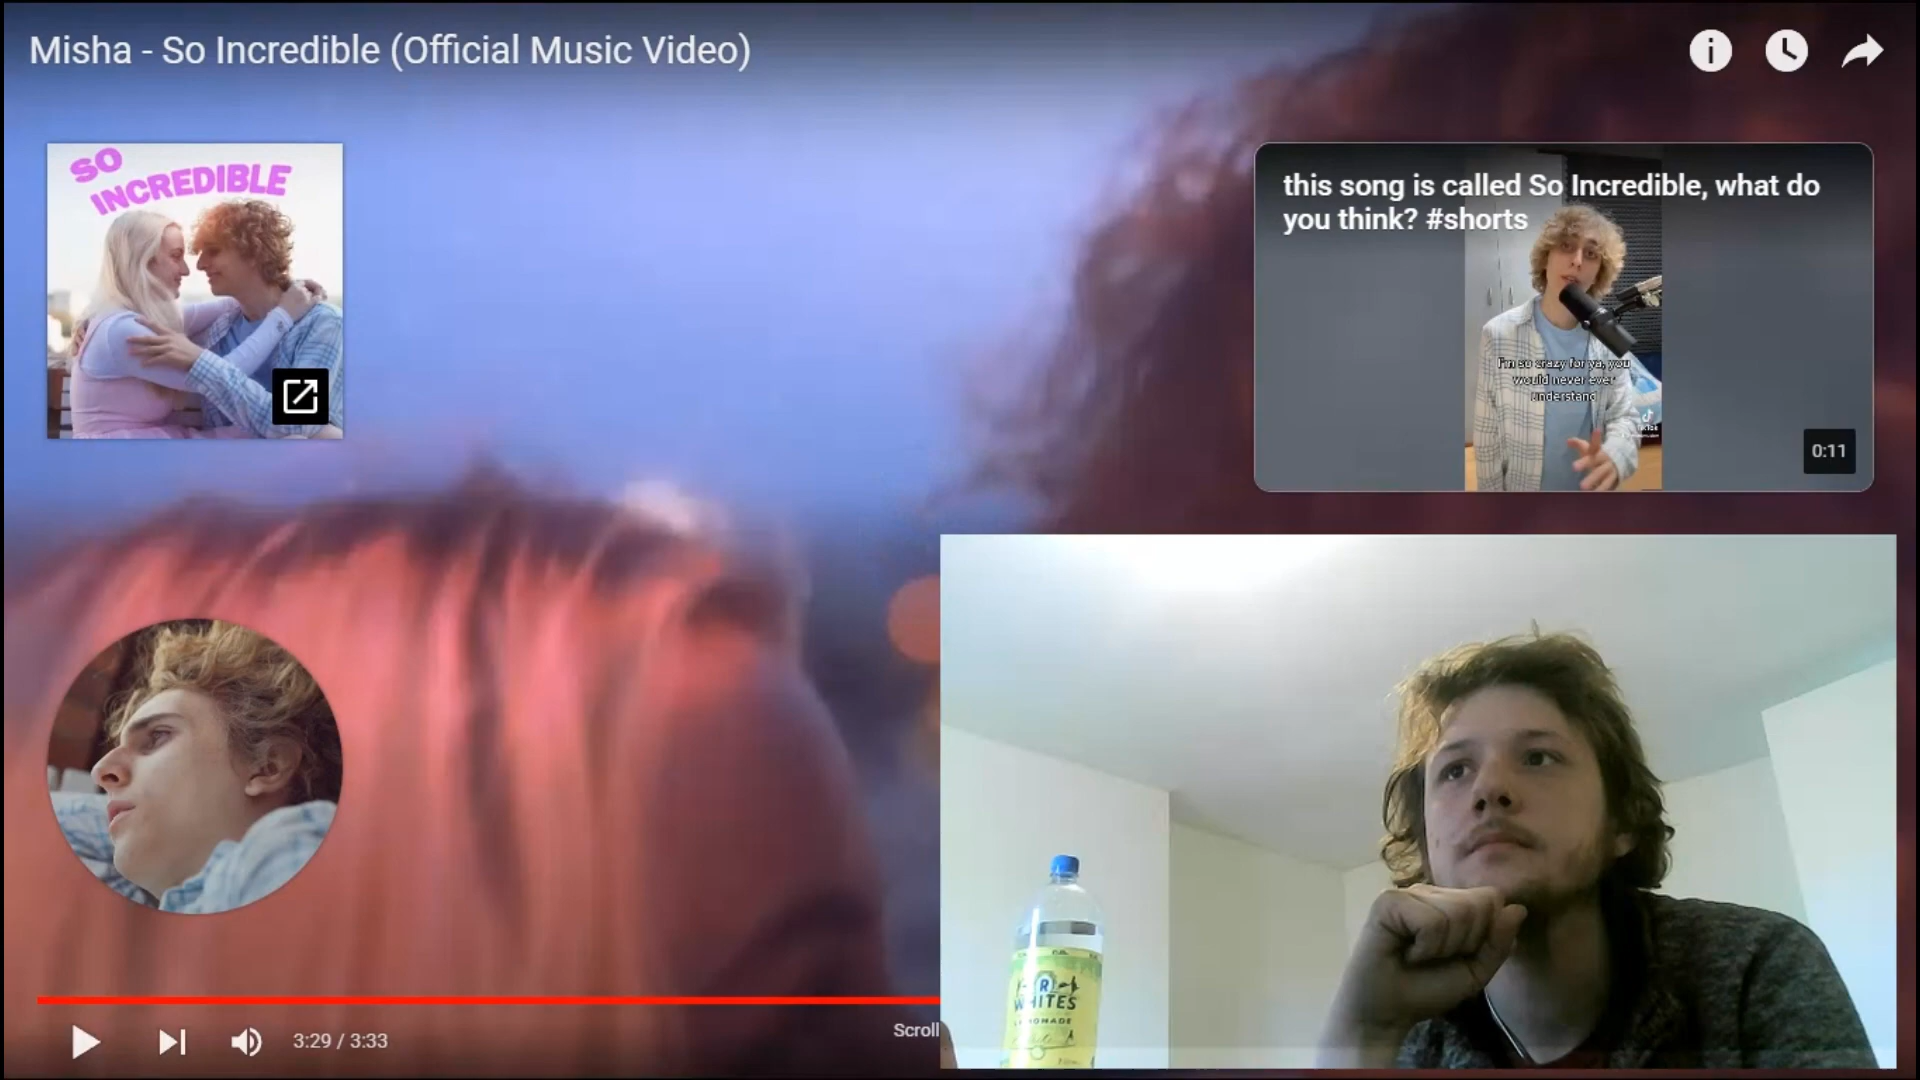 Misha - So Incredible (Official Music Video)
SO
INCREDIBLE
this song is called So Incredible, what do
you think? #shorts
I'm so crazy for ya, you
would never ever
understand
TikTok
0:11
R
WHITES
LEMONADE
3:29 / 3:33
Scroll